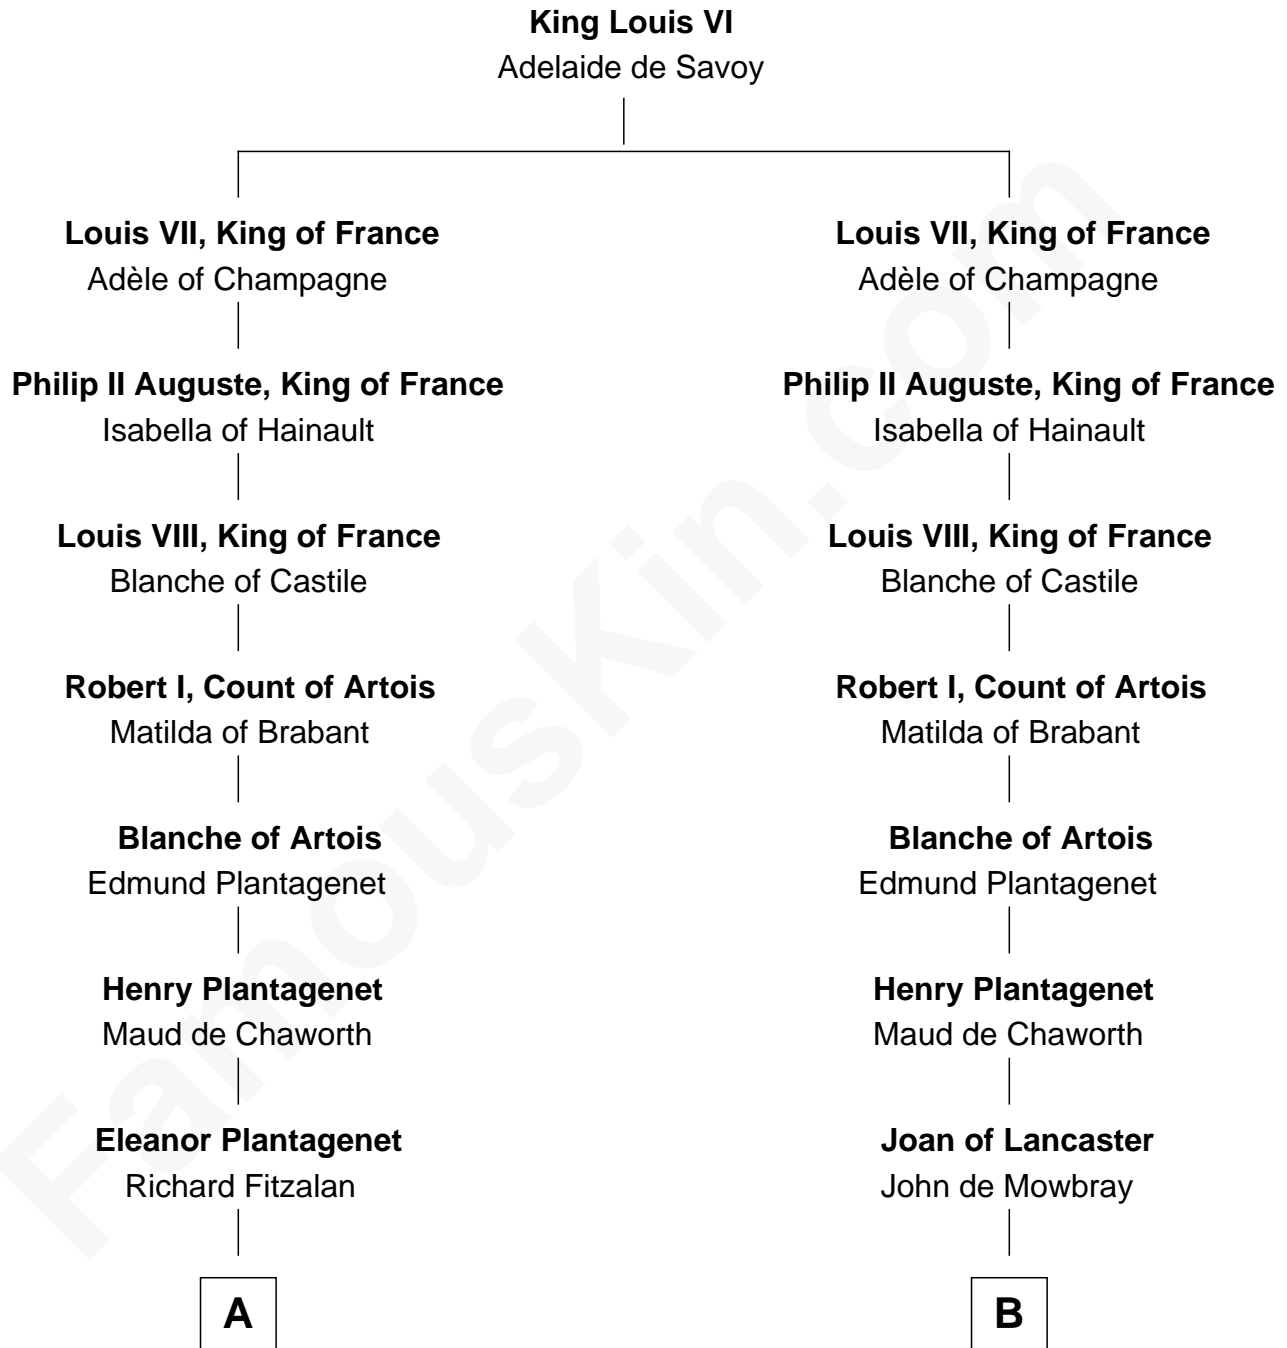 King Louis VI
Adelaide de Savoy
Louis VII, King of France
Adèle of Champagne
Louis VII, King of France
Adèle of Champagne
Philip II Auguste, King of France
Isabella of Hainault
Philip II Auguste, King of France
Isabella of Hainault
Louis VIII, King of France
Blanche of Castile
Louis VIII, King of France
Blanche of Castile
Robert I, Count of Artois
Matilda of Brabant
Robert I, Count of Artois
Matilda of Brabant
Blanche of Artois
Edmund Plantagenet
Blanche of Artois
Edmund Plantagenet
Henry Plantagenet
Maud de Chaworth
Henry Plantagenet
Maud de Chaworth
Eleanor Plantagenet
Richard Fitzalan
Joan of Lancaster
John de Mowbray
A
B
FamousKin.com